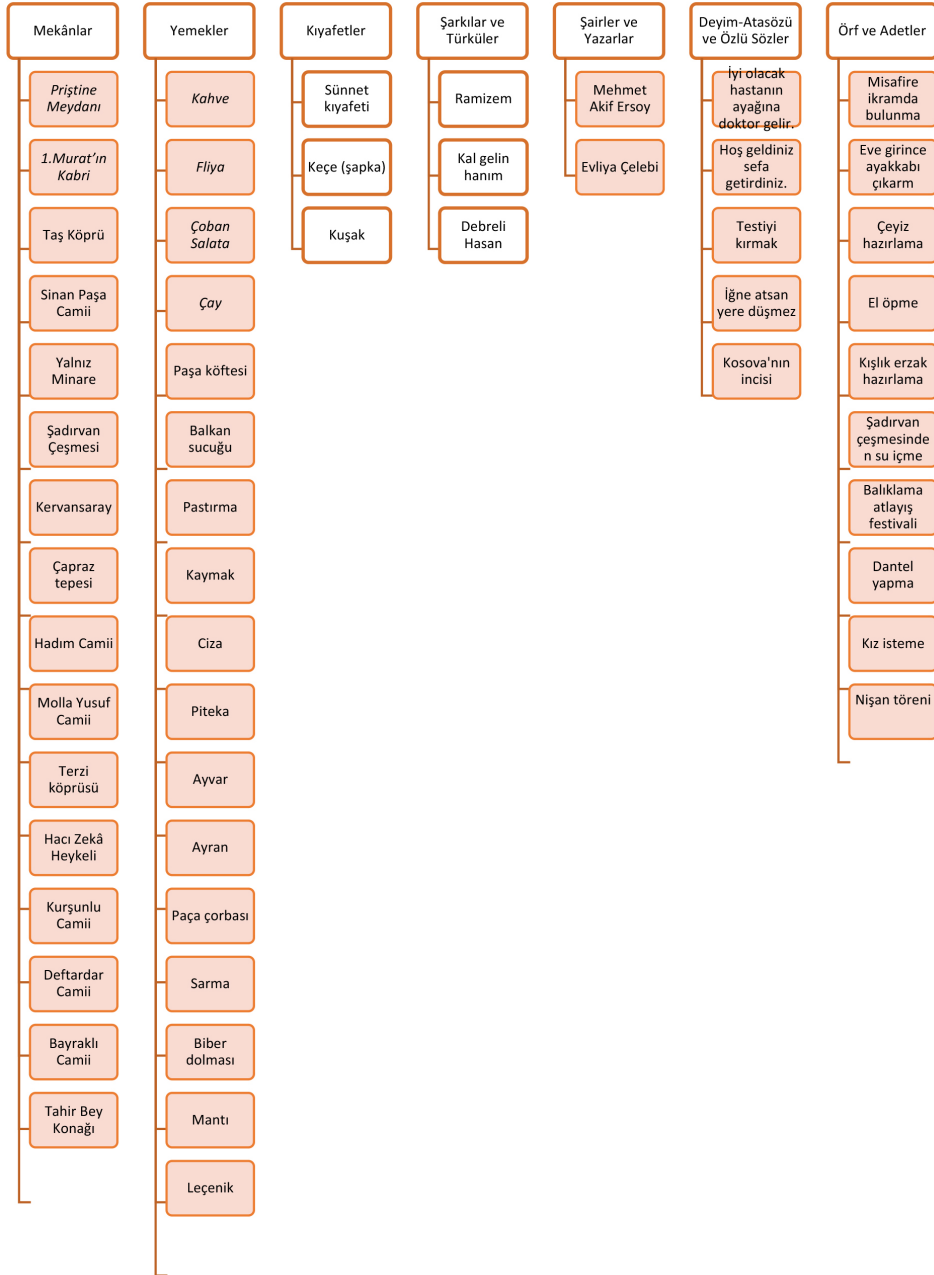 Mekânlar
Priştine
Meydanı
1.Murat’ın
Kabri
Taş Köprü
Sinan Paşa
Camii
Yalnız
Minare
Şadırvan
Çeşmesi
Kervansaray
Çapraz
tepesi
Hadım Camii
Molla Yusuf
Camii
Terzi
köprüsü
Hacı Zekâ
Heykeli
Kurşunlu
Camii
Deftardar
Camii
Bayraklı
Camii
Tahir Bey
Konağı
Yemekler
Kahve
Fliya
Çoban
Salata
Çay
Paşa köftesi
Balkan
sucuğu
Pastırma
Kaymak
Ciza
Piteka
Ayvar
Ayran
Paça çorbası
Sarma
Biber
dolması
Mantı
Leçenik
Kıyafetler
Sünnet
kıyafeti
Keçe (şapka)
Kuşak
Şarkılar ve
Türküler
Ramizem
Kal gelin
hanım
Debreli
Hasan
Şairler ve
Yazarlar
Mehmet
Akif Ersoy
Evliya Çelebi
Deyim-Atasözü
ve Özlü Sözler
İyi olacak
hastanın
ayağına
doktor gelir.
Hoş geldiniz
sefa
getirdiniz.
Testiyi
kırmak
İğne atsan
yere düşmez
Kosova'nın
incisi
Örf ve Adetler
Misafire
ikramda
bulunma
Eve girince
ayakkabı
çıkarm
Çeyiz
hazırlama
El öpme
Kışlık erzak
hazırlama
Şadırvan
çeşmesinde
n su içme
Balıklama
atlayış
festivali
Dantel
yapma
Kız isteme
Nişan töreni